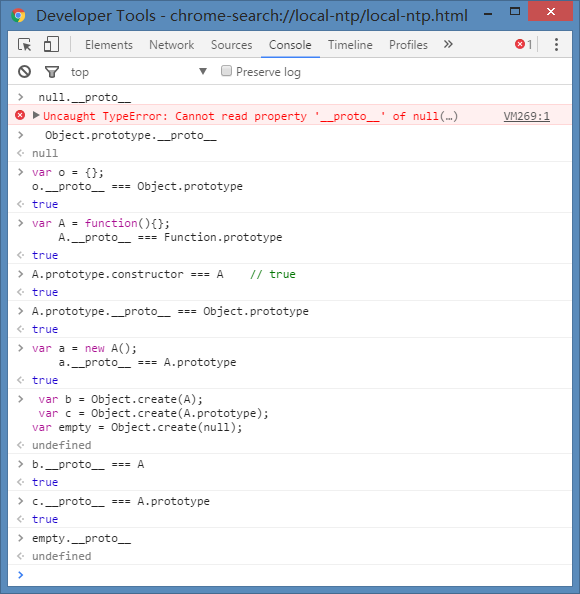 Developer Tools - chrome-search://local-ntp/local-ntp.html
Elements Network Sources Console Timeline Profiles 1
top Preserve log
null.__proto__
Uncaught TypeError: Cannot read property '__proto__' of null(…) VM269:1
Object.prototype.__proto__
null
var o = {};
o.__proto__ === Object.prototype
true
var A = function(){};
A.__proto__ === Function.prototype
true
A.prototype.constructor === A // true
true
A.prototype.__proto__ === Object.prototype
true
var a = new A();
a.__proto__ === A.prototype
true
var b = Object.create(A);
var c = Object.create(A.prototype);
var empty = Object.create(null);
undefined
b.__proto__ === A
true
c.__proto__ === A.prototype
true
empty.__proto__
undefined